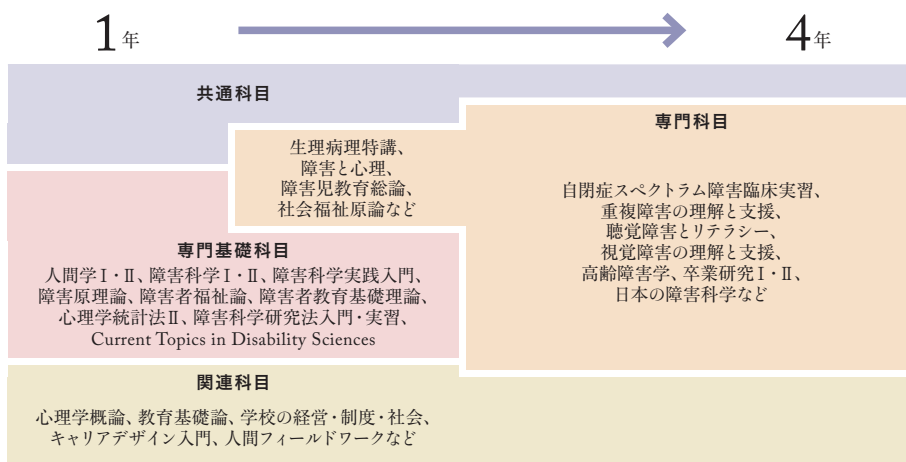 1年
4年
共通科目
生理病理特講、
障害と心理、
障害児教育総論、
社会福祉原論など
専門科目
自閉症スペクトラム障害臨床実習、
重複障害の理解と支援、
聴覚障害とリテラシー、
視覚障害の理解と支援、
高齢障害学、卒業研究Ⅰ・Ⅱ、
日本の障害科学など
専門基礎科目
人間学Ⅰ・Ⅱ、障害科学Ⅰ・Ⅱ、障害科学実践入門、
障害原理論、障害者福祉論、障害者教育基礎理論、
心理学統計法Ⅱ、障害科学研究法入門・実習、
Current Topics in Disability Sciences
関連科目
心理学概論、教育基礎論、学校の経営・制度・社会、
キャリアデザイン入門、人間フィールドワークなど